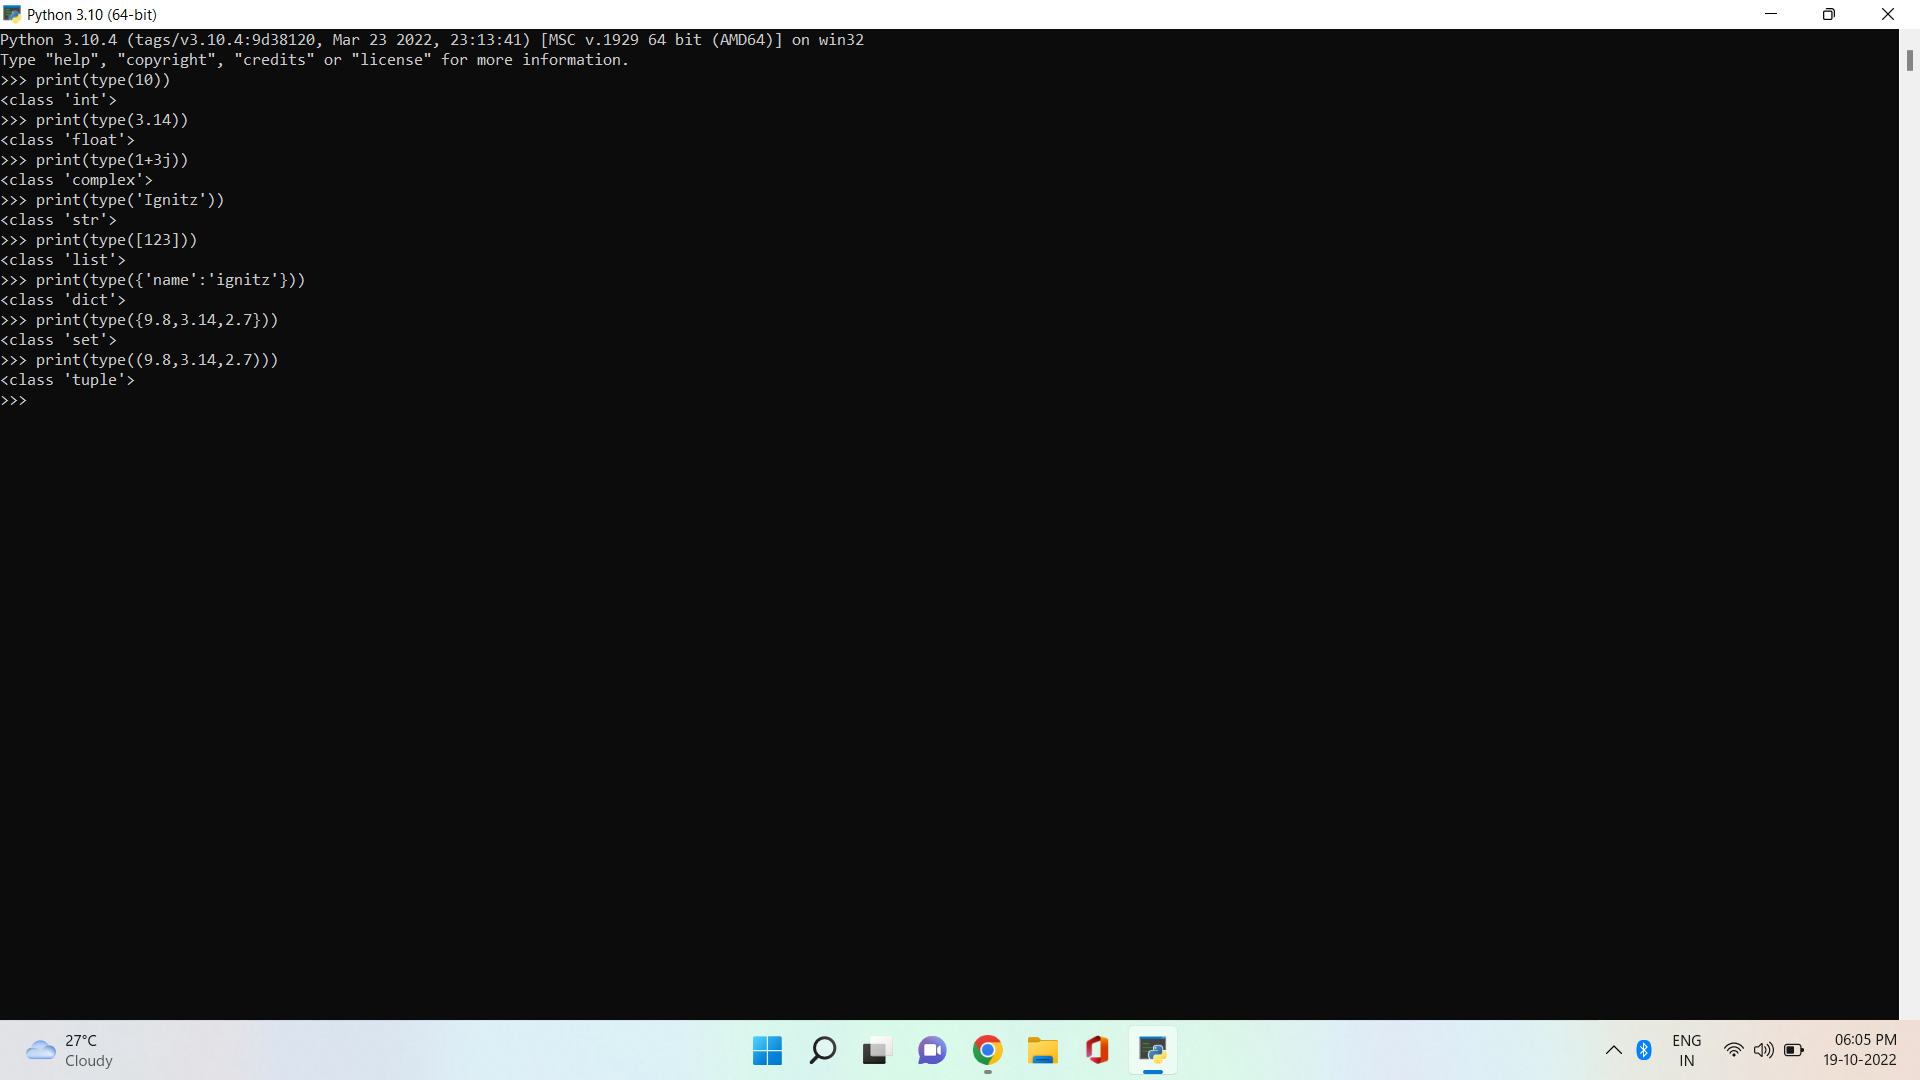 Python 3.10 (64-bit)
Python 3.10.4 (tags/v3.10.4:9d38120, Mar 23 2022, 23:13:41) [MSC v.1929 64 bit (AMD64)] on win32
Type "help", "copyright", "credits" or "license" for more information.
>>> print(type(10))
<class 'int'>
>>> print(type(3.14))
<class 'float'>
>>> print(type(1+3j))
<class 'complex'>
>>> print(type('Ignitz'))
<class 'str'>
>>> print(type([123]))
<class 'list'>
>>> print(type({'name':'ignitz'}))
<class 'dict'>
>>> print(type({9.8,3.14,2.7}))
<class 'set'>
>>> print(type((9.8,3.14,2.7)))
<class 'tuple'>
>>>
27°C
Cloudy
ENG
IN
06:05 PM
19-10-2022